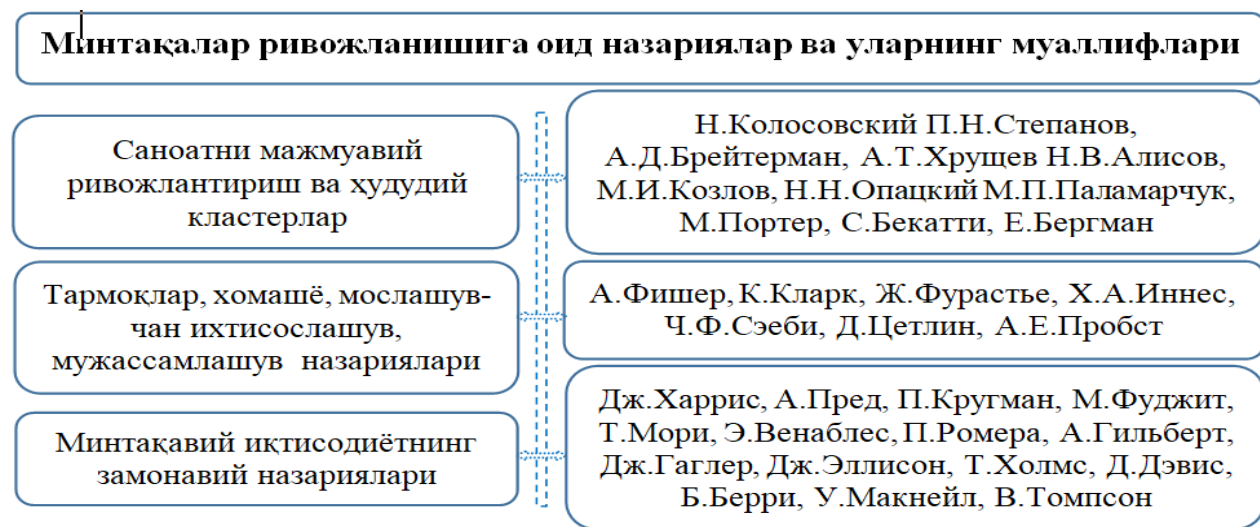 Минтақалар ривожланишига оид назариялар ва уларнинг муаллифлари
Саноатни мажмуавий
ривожлантириш ва ҳудудий
кластерлар
Н.Колосовский П.Н.Степанов,
А.Д.Брейтерман, А.Т.Хрущев Н.В.Алисов,
М.И.Козлов, Н.Н.Опацкий М.П.Паламарчук,
М.Портер, С.Бекатти, Е.Бергман
Тармоқлар, хомашё, мослашув-
чан ихтисослашув,
мужассамлашув назариялари
А.Фишер, К.Кларк, Ж.Фурастье, Х.А.Иннес,
Ч.Ф.Сэеби, Д.Цетлин, А.Е.Пробст
Минтақавий иқтисодиётнинг
замонавий назариялари
Дж.Харрис, А.Пред, П.Кругман, М.Фуджит,
Т.Мори, Э.Венаблес, П.Ромера, А.Гильберт,
Дж.Гаглер, Дж.Эллисон, Т.Холмс, Д.Дэвис,
Б.Берри, У.Макнейл, В.Томпсон